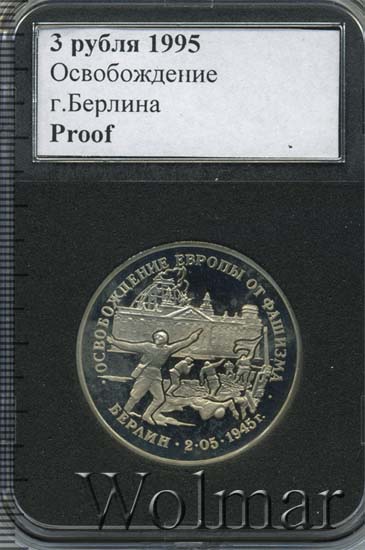 3 рубля 1995
Освобождение
г.Берлина
Proof
·ОСВОБОЖДЕНИЕ ЕВРОПЫ ОТ ФАШИЗМА·
БЕРЛИН·2·05·1945г.
Wolmar